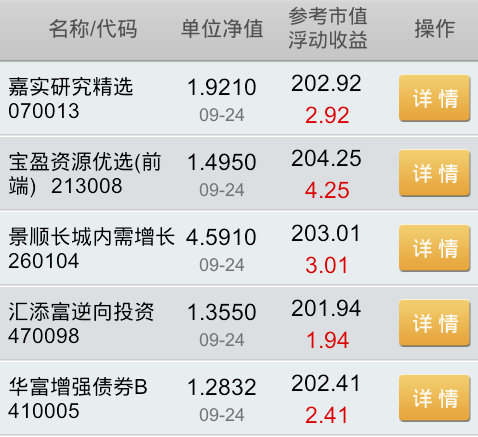 名称/代码 单位净值 参考市值 操作
浮动收益
嘉实研究精选 1.9210 202.92 详情
070013 09-24 2.92
宝盈资源优选(前 1.4950 204.25 详情
端) 213008 09-24 4.25
景顺长城内需增长 4.5910 203.01 详情
260104 09-24 3.01
汇添富逆向投资 1.3550 201.94 详情
470098 09-24 1.94
华富增强债券B 1.2832 202.41 详情
410005 09-24 2.41